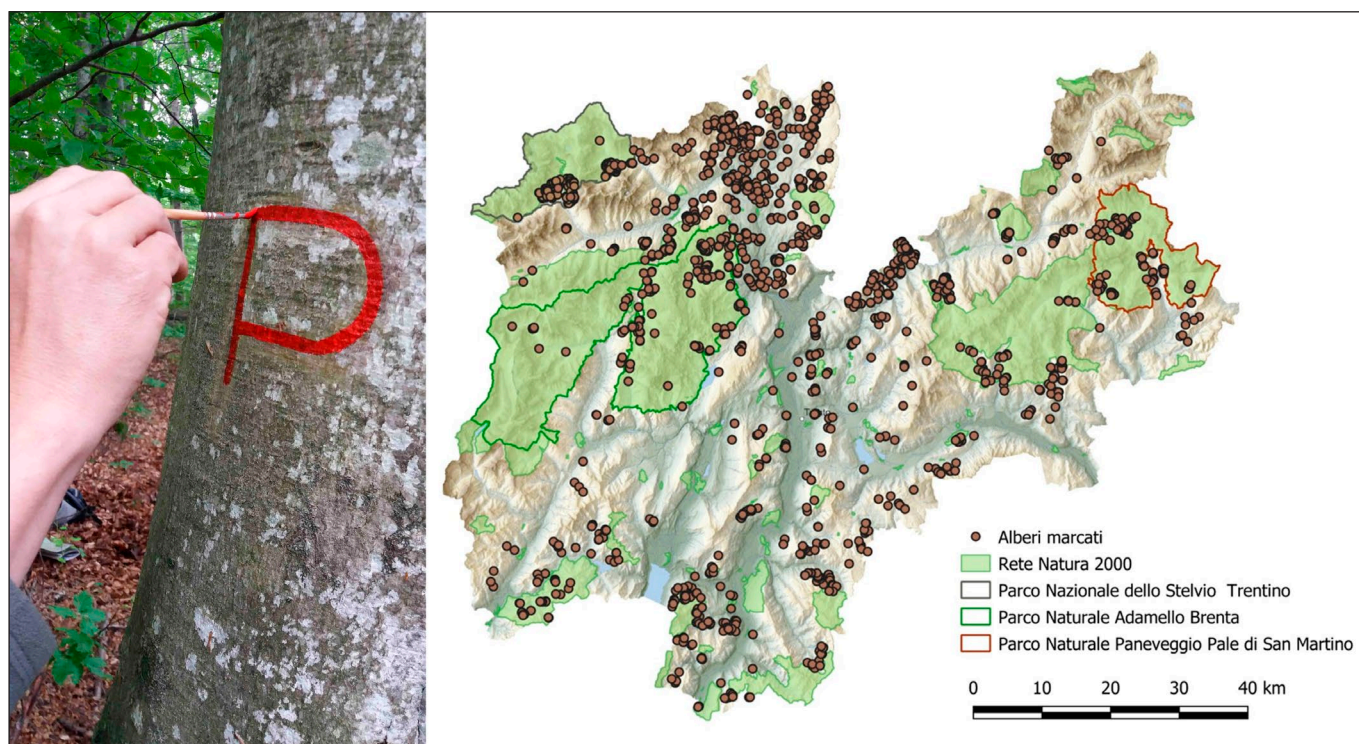 P
Alberi marcati
Rete Natura 2000
Parco Nazionale dello Stelvio Trentino
Parco Naturale Adamello Brenta
Parco Naturale Paneveggio Pale di San Martino
0 10 20 30 40 km